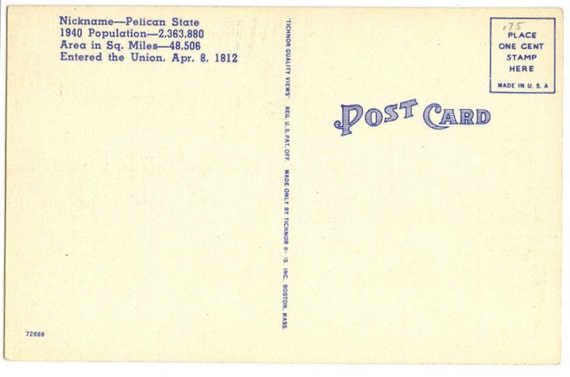 Nickname—Pelican State
1940 Population—2,363,880
Area in Sq. Miles—48,506
Entered the Union, Apr. 8, 1812
.75
PLACE
ONE CENT
STAMP
HERE
MADE IN U.S.A
POST CARD
"TICHNOR QUALITY VIEWS" REG. U.S. PAT. OFF. MADE ONLY BY TICHNOR INC. BOSTON, MASS.
72669